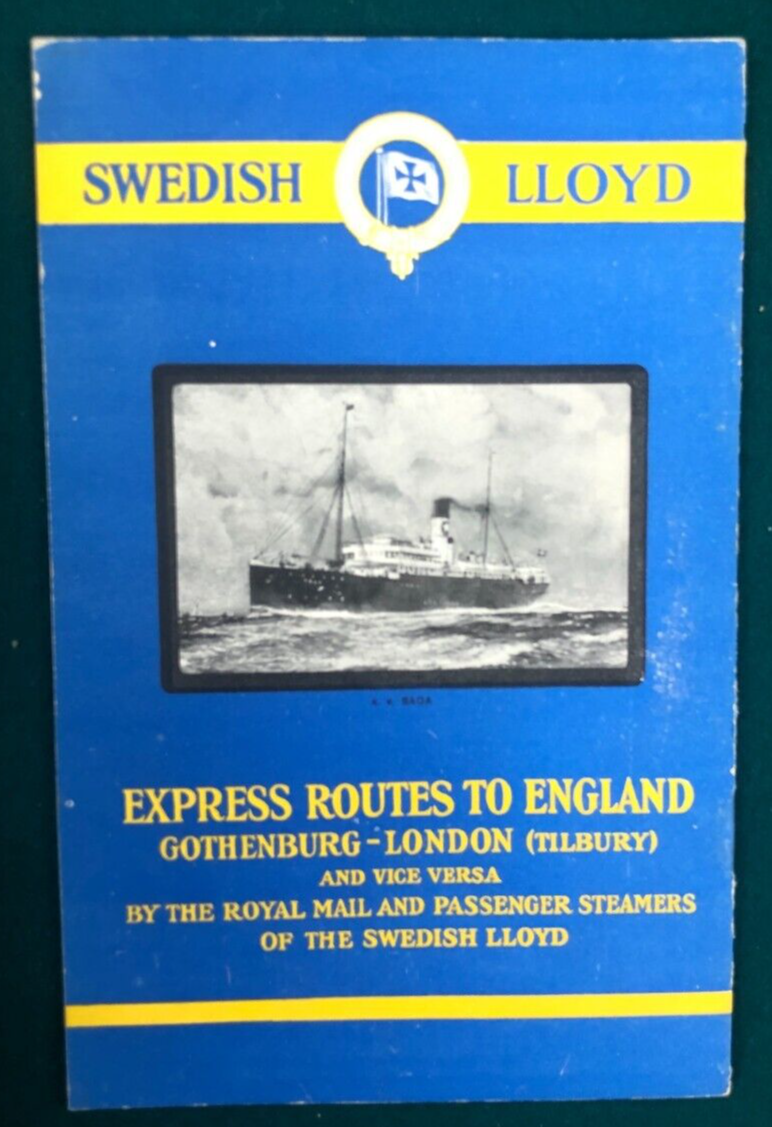 SWEDISH LLOYD
S. S. SAGA
EXPRESS ROUTES TO ENGLAND
GOTHENBURG-LONDON (TILBURY)
AND VICE VERSA
BY THE ROYAL MAIL AND PASSENGER STEAMERS
OF THE SWEDISH LLOYD